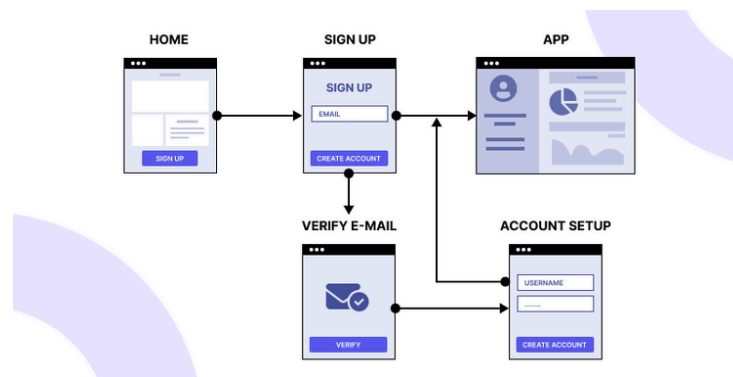 HOME
SIGN UP
APP
SIGN UP
EMAIL
SIGN UP
CREATE ACCOUNT
VERIFY E-MAIL
ACCOUNT SETUP
USERNAME
........
VERIFY
CREATE ACCOUNT